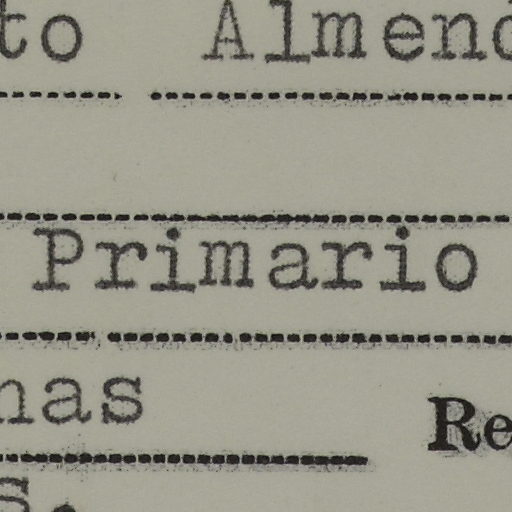 to Almend
Primario
nas Re
s.